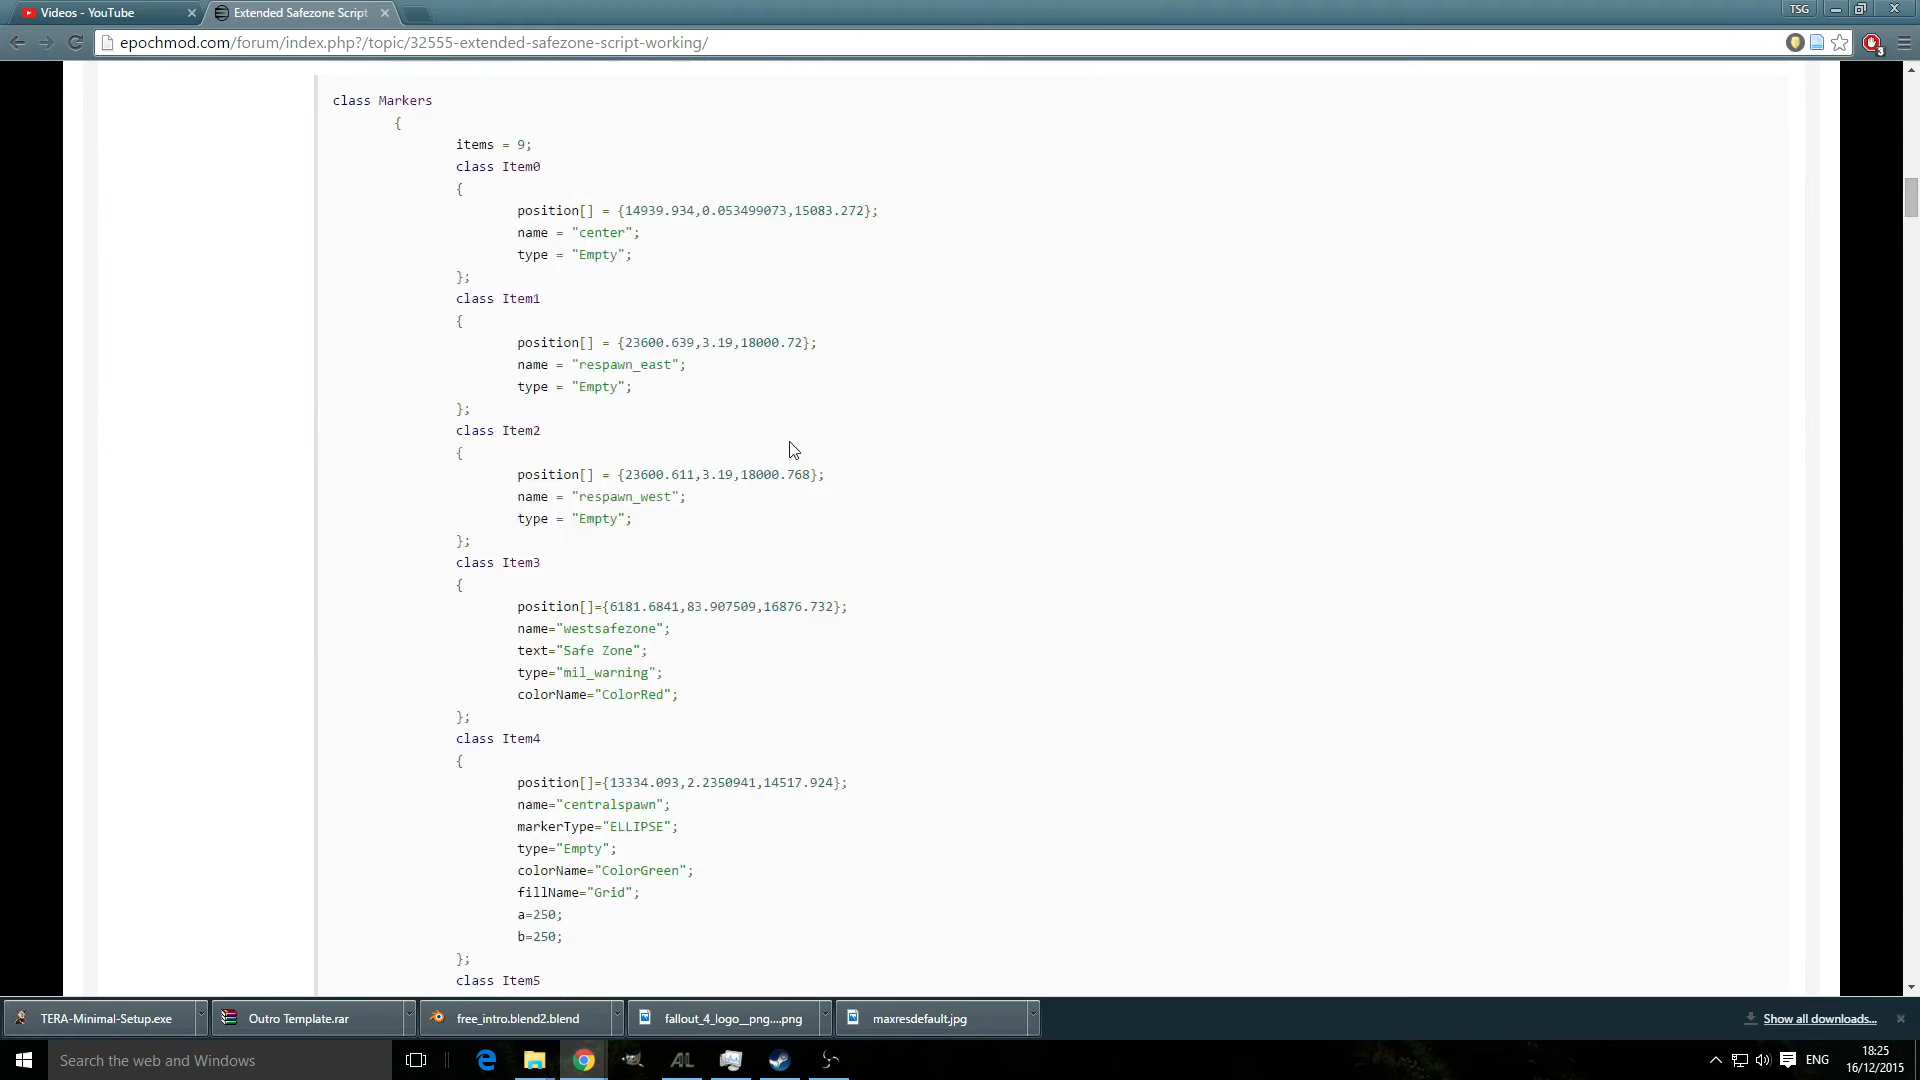 Videos - YouTube
Extended Safezone Script
TSG
epochmod.com/forum/index.php?/topic/32555-extended-safezone-script-working/
3
class Markers
{
items = 9;
class Item0
{
position[] = {14939.934,0.053499073,15083.272};
name = "center";
type = "Empty";
};
class Item1
{
position[] = {23600.639,3.19,18000.72};
name = "respawn_east";
type = "Empty";
};
class Item2
{
position[] = {23600.611,3.19,18000.768};
name = "respawn_west";
type = "Empty";
};
class Item3
{
position[]={6181.6841,83.907509,16876.732};
name="westsafezone";
text="Safe Zone";
type="mil_warning";
colorName="ColorRed";
};
class Item4
{
position[]={13334.093,2.2350941,14517.924};
name="centralspawn";
markerType="ELLIPSE";
type="Empty";
colorName="ColorGreen";
fillName="Grid";
a=250;
b=250;
};
class Item5
TERA-Minimal-Setup.exe
Outro Template.rar
free_intro.blend2.blend
fallout_4_logo__png....png
maxresdefault.jpg
Show all downloads...
Search the web and Windows
AL
ENG
18:25
16/12/2015